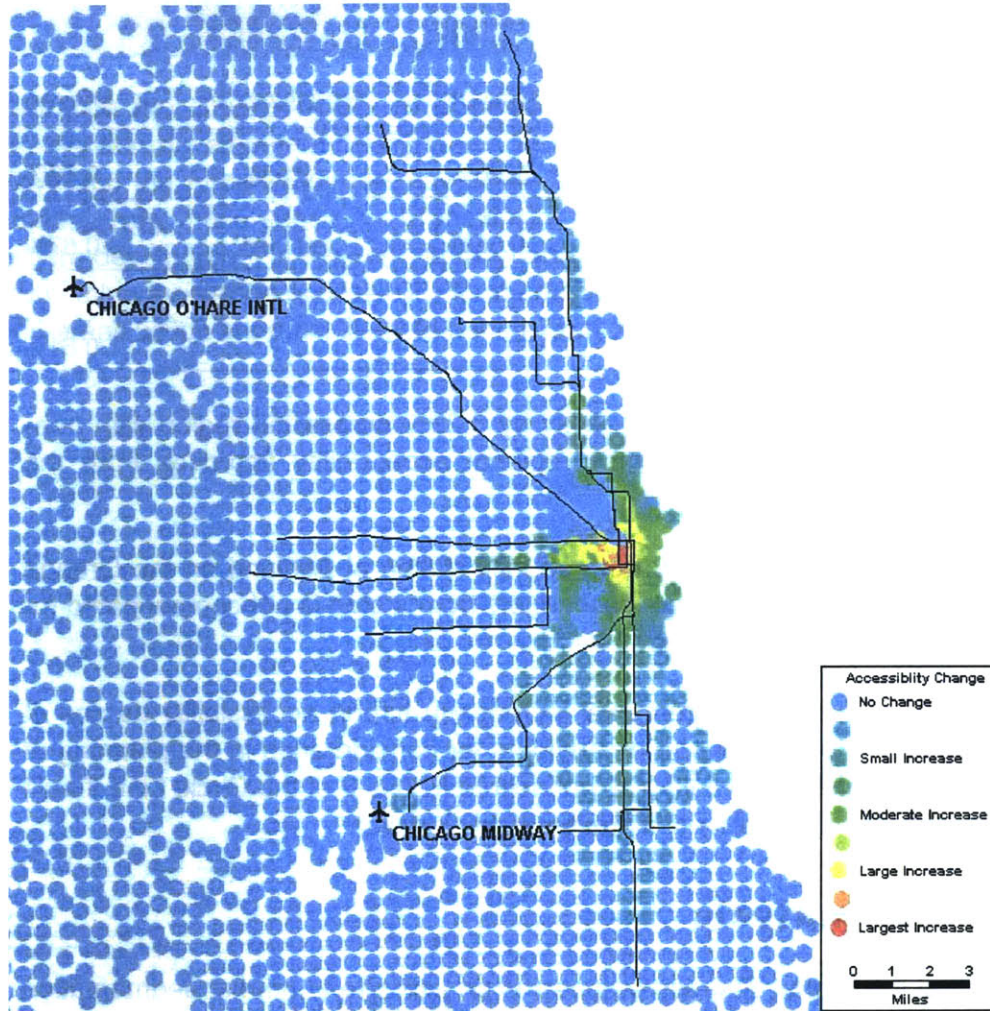 CHICAGO O'HARE INTL
CHICAGO MIDWAY
Accessiblity Change
No Change
Small Increase
Moderate Increase
Large Increase
Largest Increase
0 1 2 3
Miles